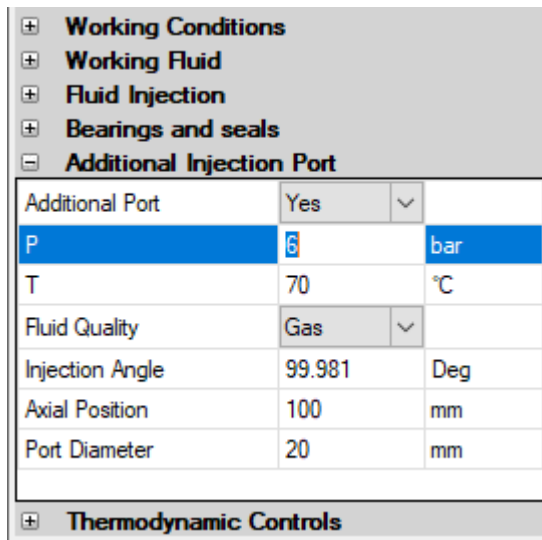 Working Conditions
Working Fluid
Fluid Injection
Bearings and seals
Additional Injection Port
Additional Port Yes
P 6 bar
T 70 °C
Fluid Quality Gas
Injection Angle 99.981 Deg
Axial Position 100 mm
Port Diameter 20 mm
Thermodynamic Controls